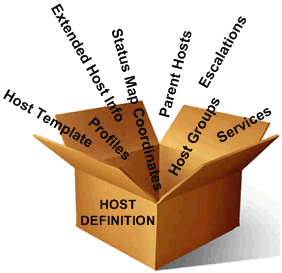 Host Template
Extended Host Info
Profiles
Status Map Coordinates
Parent Hosts
Host Groups
Escalations
Services
HOST
DEFINITION